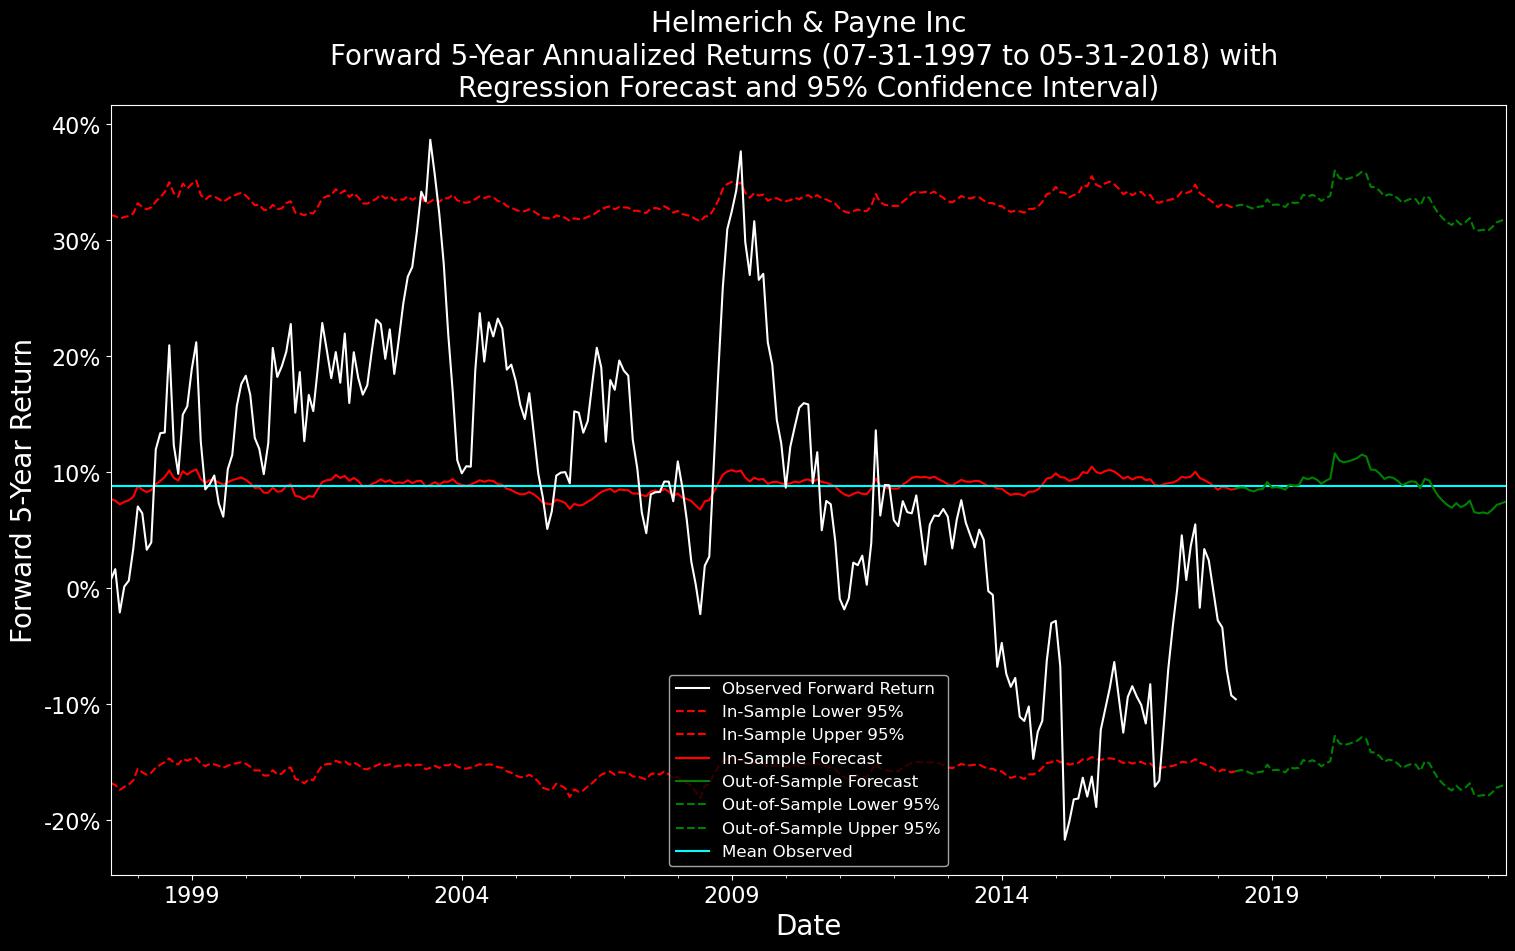 Helmerich & Payne Inc
Forward 5-Year Annualized Returns (07-31-1997 to 05-31-2018) with
Regression Forecast and 95% Confidence Interval)
Forward 5-Year Return
40%
30%
20%
10%
0%
-10%
-20%
Observed Forward Return
In-Sample Lower 95%
In-Sample Upper 95%
In-Sample Forecast
Out-of-Sample Forecast
Out-of-Sample Lower 95%
Out-of-Sample Upper 95%
Mean Observed
1999
2004
2009
2014
2019
Date